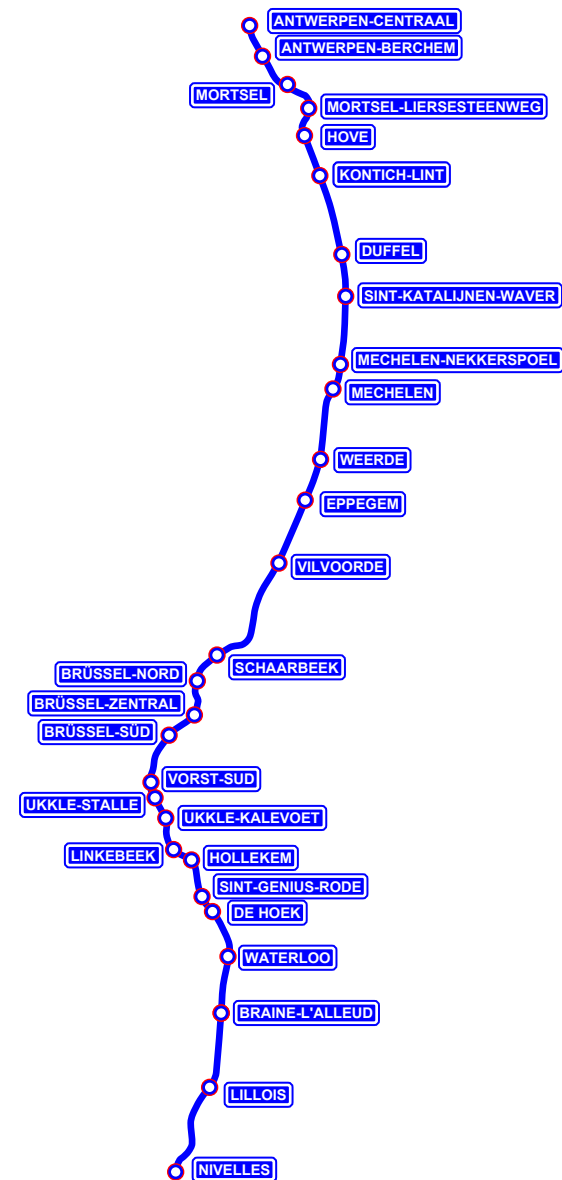 ANTWERPEN-CENTRAAL
ANTWERPEN-BERCHEM
MORTSEL
MORTSEL-LIERSESTEENWEG
HOVE
KONTICH-LINT
DUFFEL
SINT-KATALIJNEN-WAVER
MECHELEN-NEKKERSPOEL
MECHELEN
WEERDE
EPPEGEM
VILVOORDE
SCHAARBEEK
BRÜSSEL-NORD
BRÜSSEL-ZENTRAL
BRÜSSEL-SÜD
VORST-SUD
UKKLE-STALLE
UKKLE-KALEVOET
LINKEBEEK
HOLLEKEM
SINT-GENIUS-RODE
DE HOEK
WATERLOO
BRAINE-L'ALLEUD
LILLOIS
NIVELLES